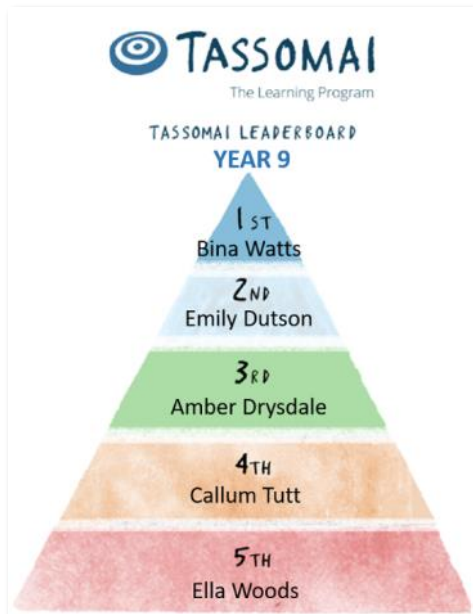 TASSOMAI
The Learning Program
TASSOMAI LEADERBOARD
YEAR 9
1ST
Bina Watts
2ND
Emily Dutson
3RD
Amber Drysdale
4TH
Callum Tutt
5TH
Ella Woods